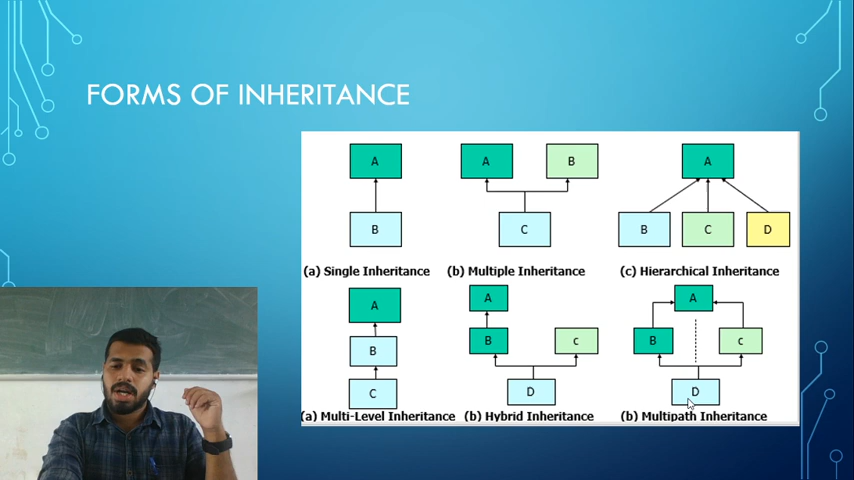 FORMS OF INHERITANCE
A
A
B
A
B
C
B
C
D
(a) Single Inheritance
(b) Multiple Inheritance
(c) Hierarchical Inheritance
A
A
A
B
B
c
B
c
C
D
D
(a) Multi-Level Inheritance
(b) Hybrid Inheritance
(b) Multipath Inheritance